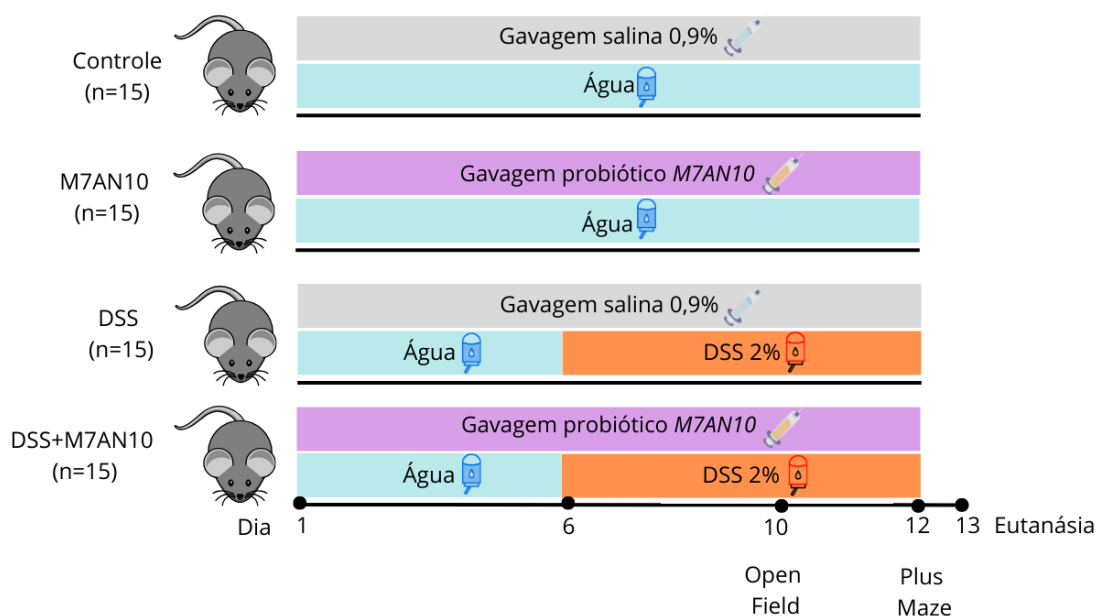 Controle
(n=15)
Gavagem salina 0,9%
Água
M7AN10
(n=15)
Gavagem probiótico M7AN10
Água
DSS
(n=15)
Gavagem salina 0,9%
Água
DSS 2%
DSS+M7AN10
(n=15)
Gavagem probiótico M7AN10
Água
DSS 2%
Dia
1
6
10
12
13
Eutanásia
Open
Field
Plus
Maze